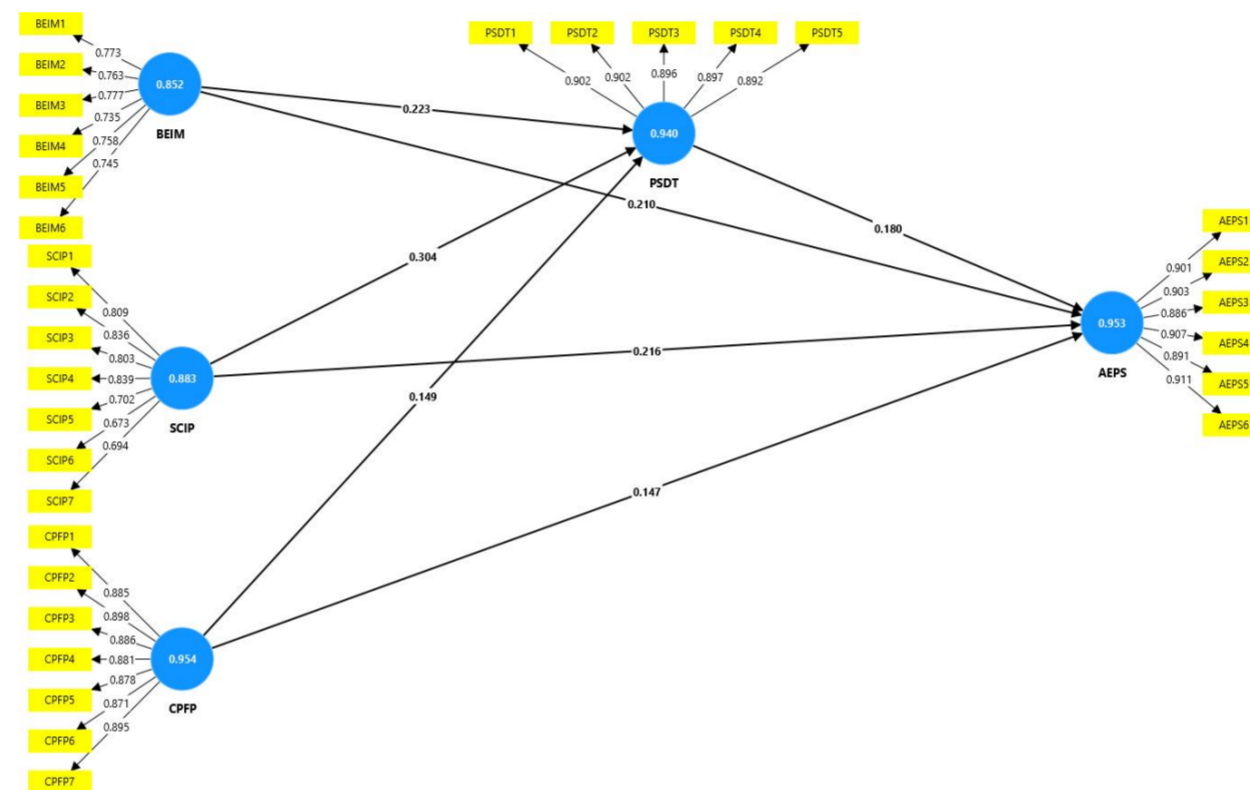 BEIM1
BEIM2
BEIM3
BEIM4
BEIM5
BEIM6
0.773
0.763
0.777
0.735
0.758
0.745
0.852
BEIM
SCIP1
SCIP2
SCIP3
SCIP4
SCIP5
SCIP6
SCIP7
0.809
0.836
0.803
0.839
0.702
0.673
0.694
0.883
SCIP
CPFP1
CPFP2
CPFP3
CPFP4
CPFP5
CPFP6
CPFP7
0.885
0.898
0.886
0.881
0.878
0.871
0.895
0.954
CPFP
0.223
0.210
0.304
0.216
0.149
0.147
PSDT1
PSDT2
PSDT3
PSDT4
PSDT5
0.902
0.902
0.896
0.897
0.892
0.940
PSDT
0.180
0.953
AEPS
0.901
0.903
0.886
0.907
0.891
0.911
AEPS1
AEPS2
AEPS3
AEPS4
AEPS5
AEPS6